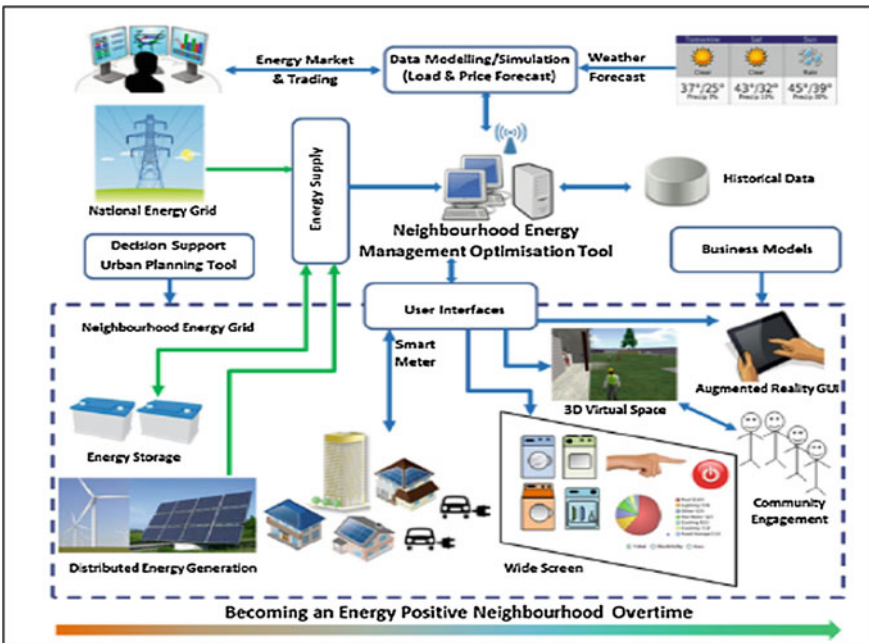 Energy Market
& Trading
Data Modelling/Simulation
(Load & Price Forecast)
Weather
Forecast
Tomorrow
Sat
Sun
Clear
Clear
Rain
37°/25°
43°/32°
45°/39°
Energy Supply
National Energy Grid
Historical Data
Neighbourhood Energy
Management Optimisation Tool
Decision Support
Urban Planning Tool
Business Models
User Interfaces
Neighbourhood Energy Grid
Smart
Meter
Augmented Reality GUI
3D Virtual Space
Energy Storage
Community
Engagement
Distributed Energy Generation
Wide Screen
Becoming an Energy Positive Neighbourhood Overtime